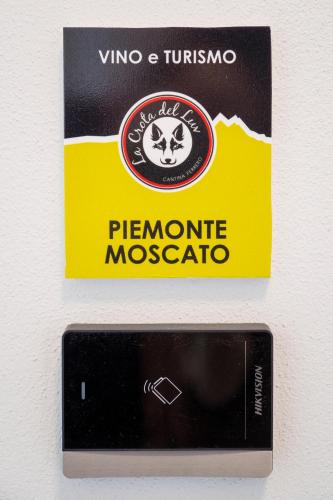 VINO e TURISMO
La Crota del Luv
CANTINA FERRERO
PIEMONTE
MOSCATO
HIKVISION